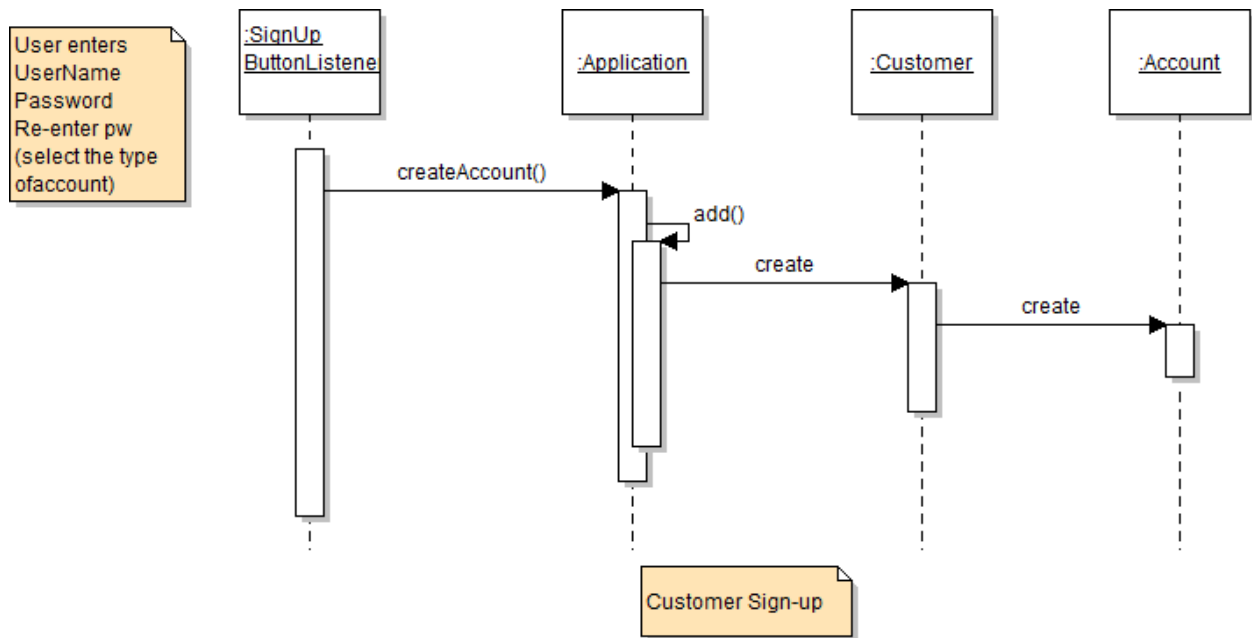 User enters
UserName
Password
Re-enter pw
(select the type
ofaccount)
:SignUp
ButtonListene
:Application
:Customer
:Account
createAccount()
add()
create
create
Customer Sign-up